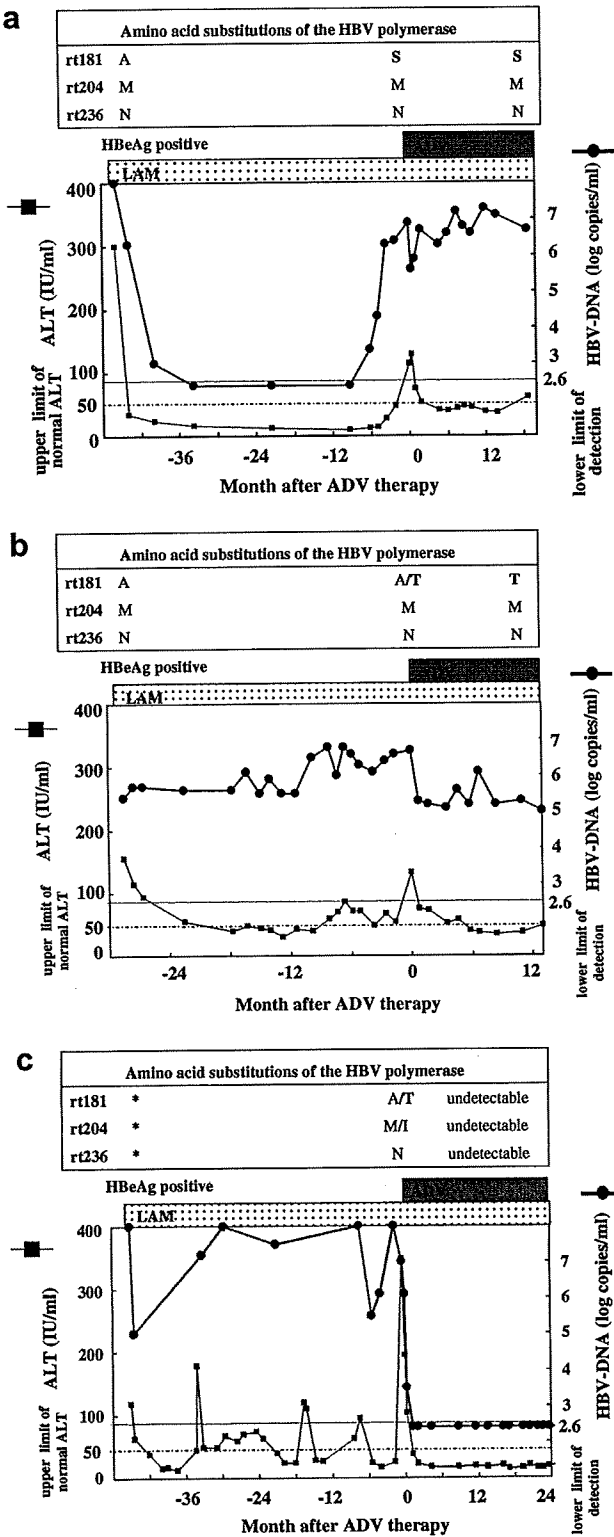 a
Amino acid substitutions of the HBV polymerase
rt181 A S S
rt204 M M M
rt236 N N N
HBeAg positive
LAM
400
300
200
100
50
0
ALT (IU/ml)
upper limit of normal ALT
7
6
5
4
3
2.6
HBV-DNA (log copies/ml)
lower limit of detection
-36 -24 -12 0 12
Month after ADV therapy
b
Amino acid substitutions of the HBV polymerase
rt181 A A/T T
rt204 M M M
rt236 N N N
HBeAg positive
LAM
400
300
200
100
50
0
ALT (IU/ml)
upper limit of normal ALT
7
6
5
4
3
2.6
HBV-DNA (log copies/ml)
lower limit of detection
-24 -12 0 12
Month after ADV therapy
c
Amino acid substitutions of the HBV polymerase
rt181 * A/T undetectable
rt204 * M/I undetectable
rt236 * N undetectable
HBeAg positive
LAM
400
300
200
100
50
0
ALT (IU/ml)
upper limit of normal ALT
7
6
5
4
3
2.6
HBV-DNA (log copies/ml)
lower limit of detection
-36 -24 -12 0 12 24
Month after ADV therapy